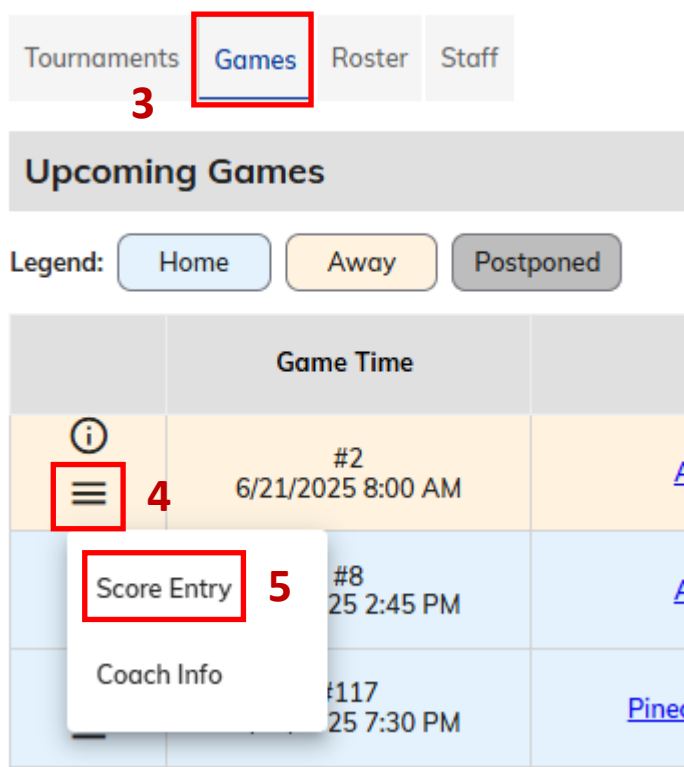 Tournaments Games Roster Staff
3
Upcoming Games
Legend: Home Away Postponed
Game Time
#2
6/21/2025 8:00 AM
4
Score Entry 5
#8
25 2:45 PM
Coach Info
#117
25 7:30 PM